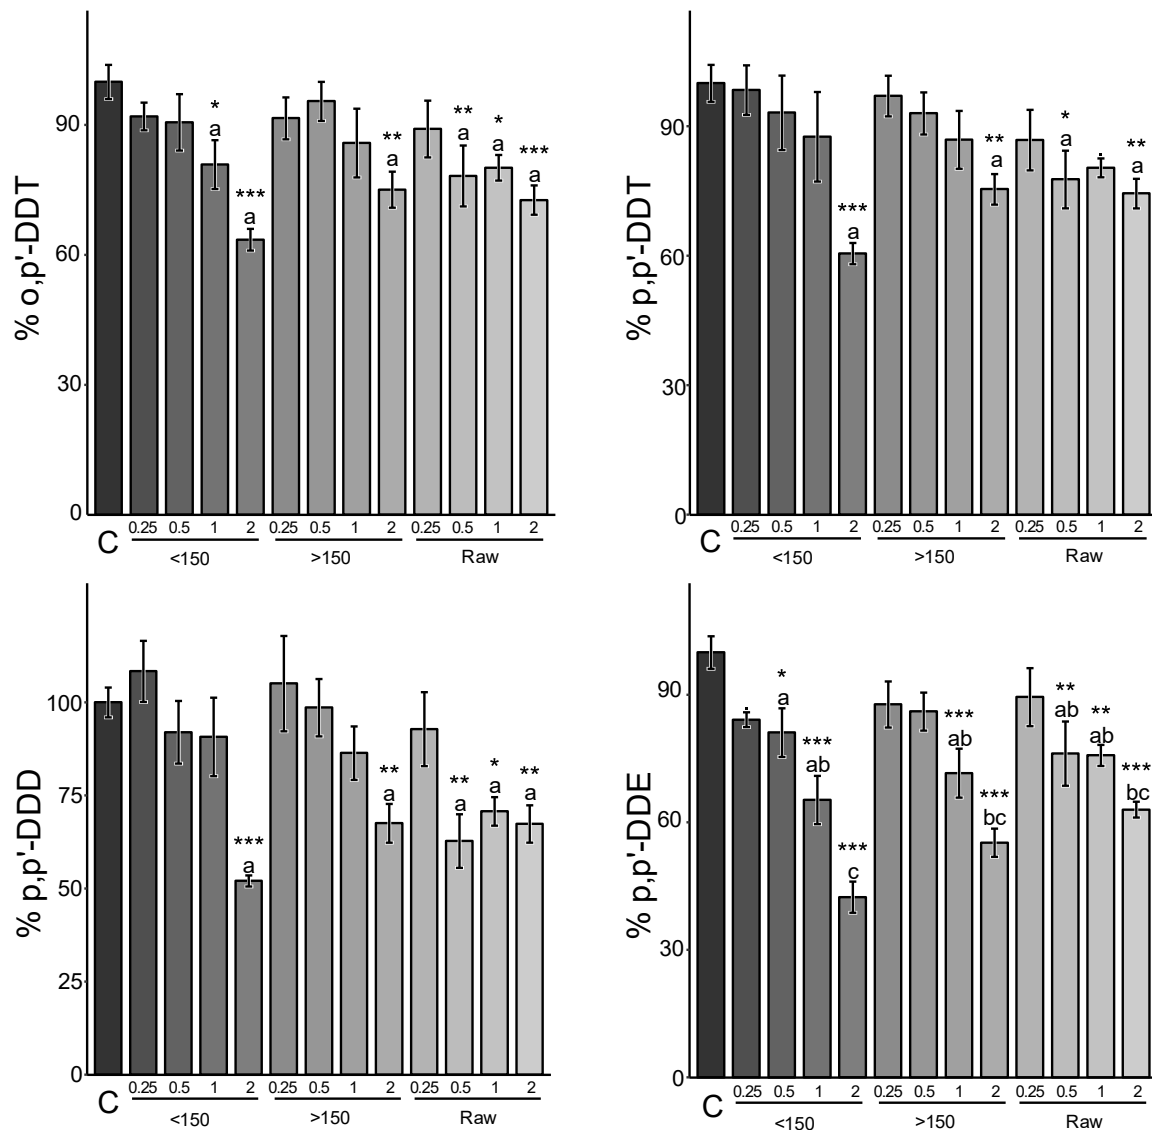 % o,p'-DDT
90
60
30
0
*
a
***
a
**
a
**
a
*
a
***
a
C
0.25 0.5 1 2 0.25 0.5 1 2 0.25 0.5 1 2
<150 >150 Raw
% p,p'-DDT
90
60
30
0
***
a
**
a
*
a
.
**
a
C
0.25 0.5 1 2 0.25 0.5 1 2 0.25 0.5 1 2
<150 >150 Raw
% p,p'-DDD
100
75
50
25
0
***
a
**
a
**
a
*
a
**
a
C
0.25 0.5 1 2 0.25 0.5 1 2 0.25 0.5 1 2
<150 >150 Raw
% p,p'-DDE
90
60
30
0
.
*
a
***
ab
***
c
***
ab
***
bc
**
ab
**
ab
***
bc
C
0.25 0.5 1 2 0.25 0.5 1 2 0.25 0.5 1 2
<150 >150 Raw